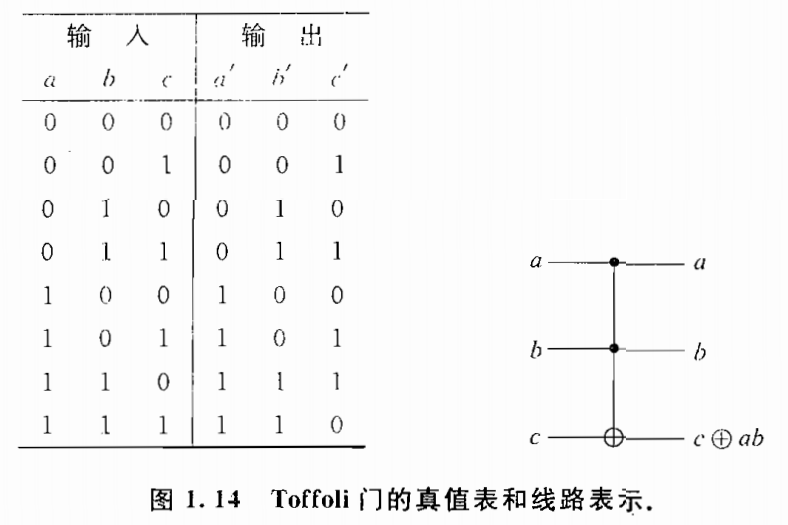 输 入 输 出
a b c a′ b′ c′
0 0 0 0 0 0
0 0 1 0 0 1
0 1 0 0 1 0
0 1 1 0 1 1
1 0 0 1 0 0
1 0 1 1 0 1
1 1 0 1 1 1
1 1 1 1 1 0
a a
b b
c c⊕ab
图 1.14 Toffoli 门的真值表和线路表示.